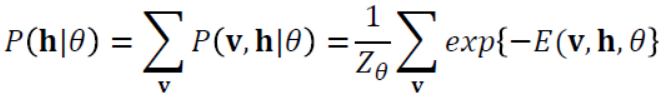 P(h|θ) = ∑_v P(v, h|θ) = 1/Z_θ ∑_v exp{−E(v, h, θ}